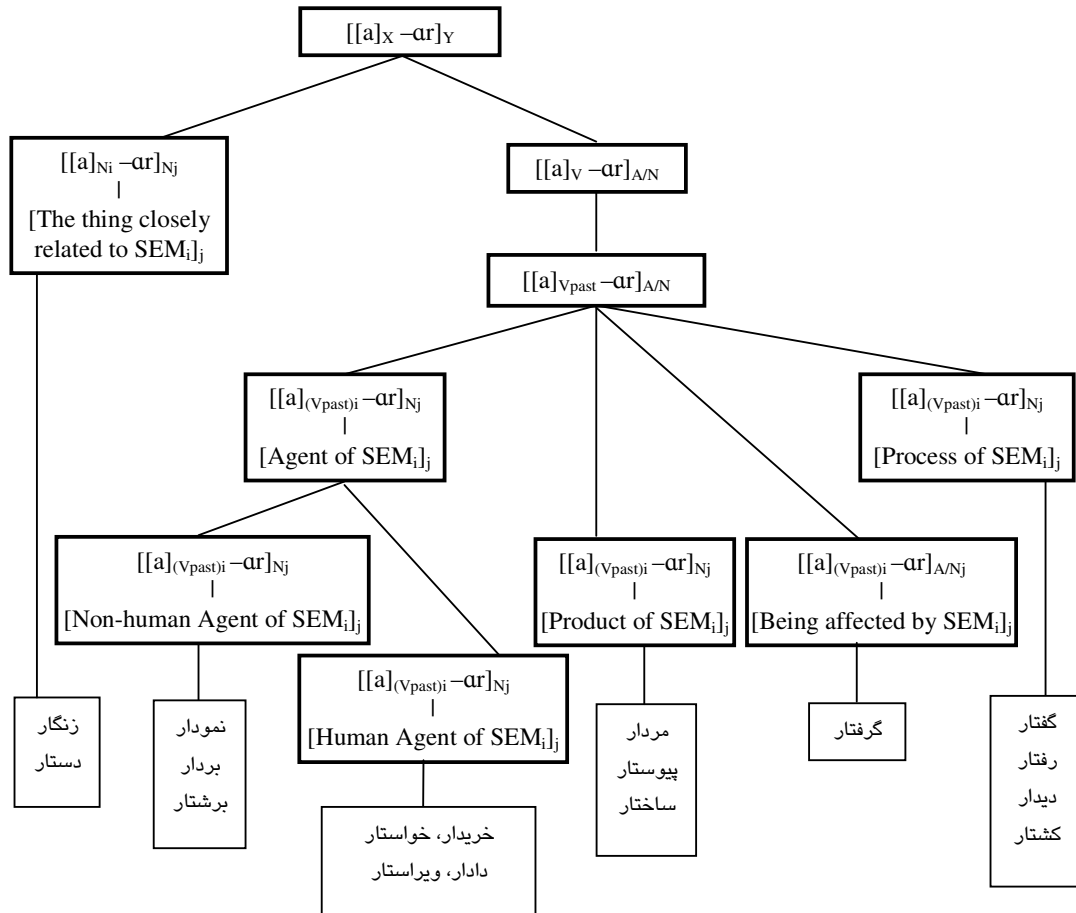 [[a]X –ɑr]Y
[[a]Ni –ɑr]Nj
|
[The thing closely
related to SEMi]j
[[a]V –ɑr]A/N
[[a]Vpast –ɑr]A/N
[[a](Vpast)i –ɑr]Nj
|
[Agent of SEMi]j
[[a](Vpast)i –ɑr]Nj
|
[Process of SEMi]j
[[a](Vpast)i –ɑr]Nj
|
[Non-human Agent of SEMi]j
[[a](Vpast)i –ɑr]Nj
|
[Product of SEMi]j
[[a](Vpast)i –ɑr]A/Nj
|
[Being affected by SEMi]j
[[a](Vpast)i –ɑr]Nj
|
[Human Agent of SEMi]j
زنگار
دستار
نمودار
بردار
برشتار
خریدار، خواستار
دادار، ویراستار
مردار
پیوستار
ساختار
گرفتار
گفتار
رفتار
دیدار
کشتار